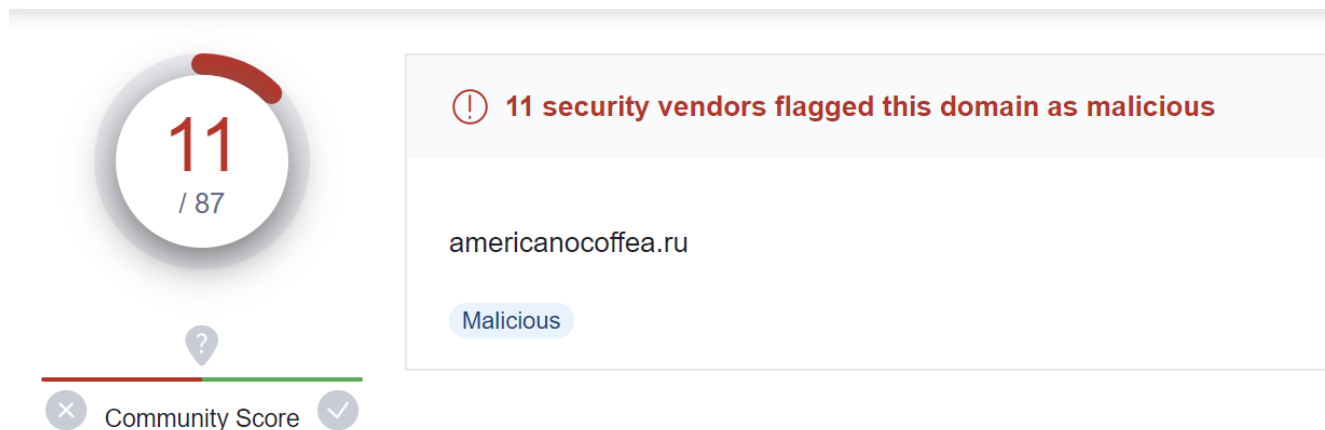 11
/ 87
?
Community Score
11 security vendors flagged this domain as malicious
americanocoffea.ru
Malicious